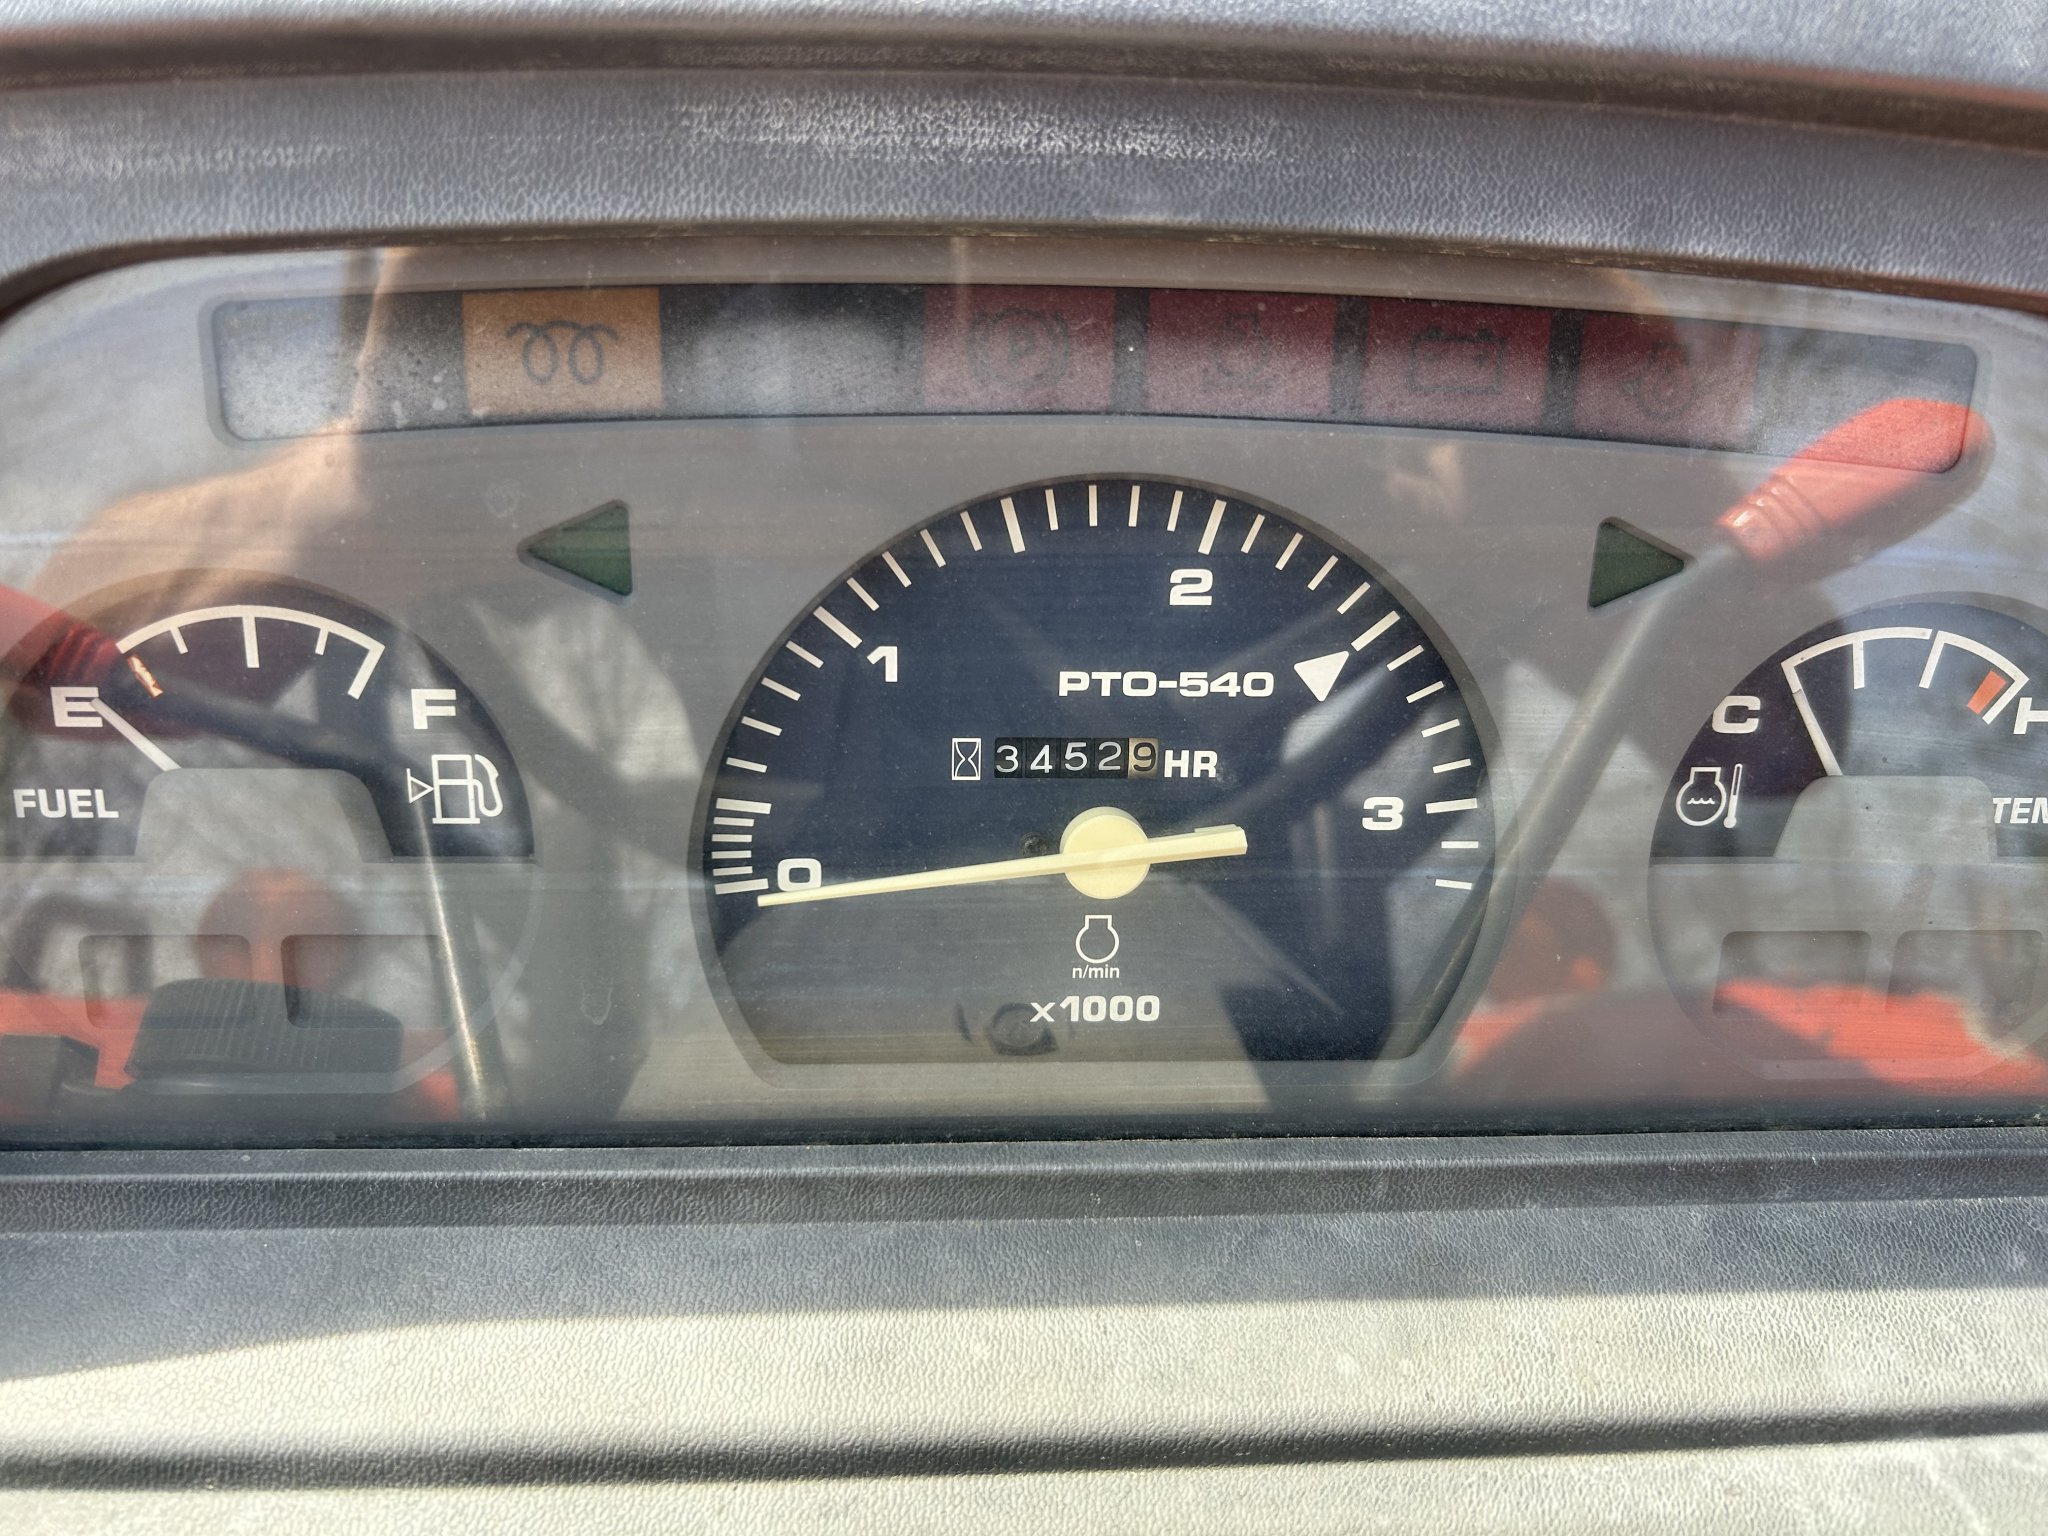 2
1
PTO-540
E
F
C
H
34529 HR
FUEL
3
TEM
0
n/min
x1000